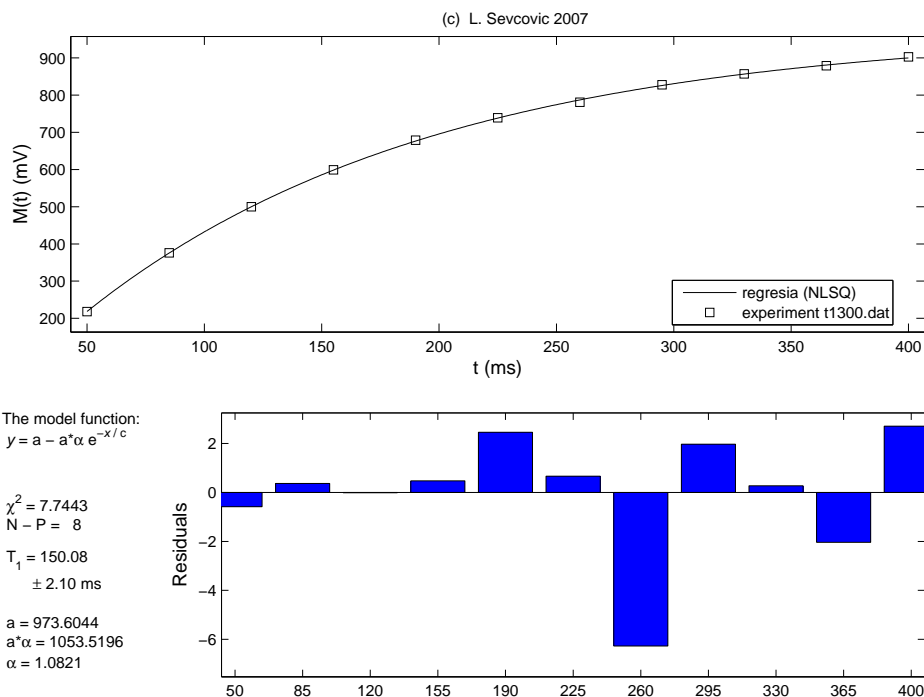 (c) L. Sevcovic 2007
M(t) (mV)
900
800
700
600
500
400
300
200
50 100 150 200 250 300 350 400
t (ms)
regresia (NLSQ)
experiment t1300.dat
The model function:
y = a − a*α e^−x / c
χ² = 7.7443
N − P = 8
T₁ = 150.08
± 2.10 ms
a = 973.6044
a*α = 1053.5196
α = 1.0821
Residuals
2
0
−2
−4
−6
50 85 120 155 190 225 260 295 330 365 400